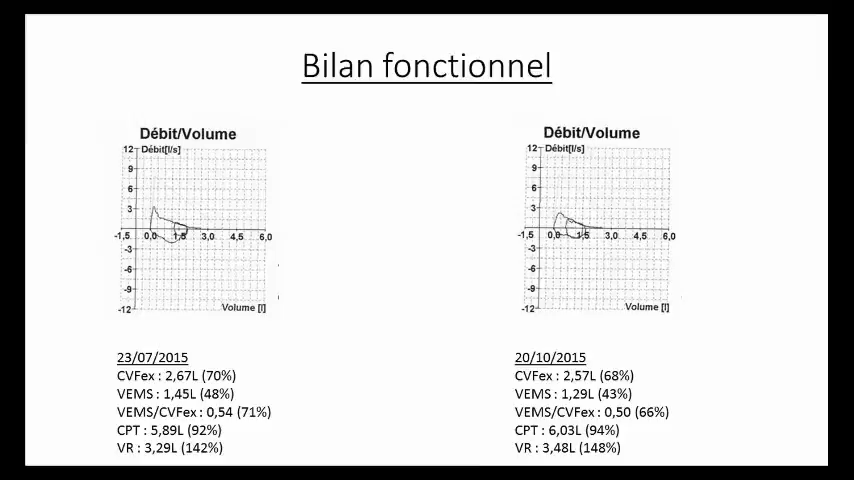 Bilan fonctionnel
Débit/Volume
12 Débit[l/s]
9
6
3
-1,5 0,0 1,5 3,0 4,5 6,0
-3
-6
-9
-12 Volume [l]
23/07/2015
CVFex : 2,67L (70%)
VEMS : 1,45L (48%)
VEMS/CVFex : 0,54 (71%)
CPT : 5,89L (92%)
VR : 3,29L (142%)
Débit/Volume
12 Débit[l/s]
9
6
3
-1,5 0,0 1,5 3,0 4,5 6,0
-3
-6
-9
-12 Volume [l]
20/10/2015
CVFex : 2,57L (68%)
VEMS : 1,29L (43%)
VEMS/CVFex : 0,50 (66%)
CPT : 6,03L (94%)
VR : 3,48L (148%)